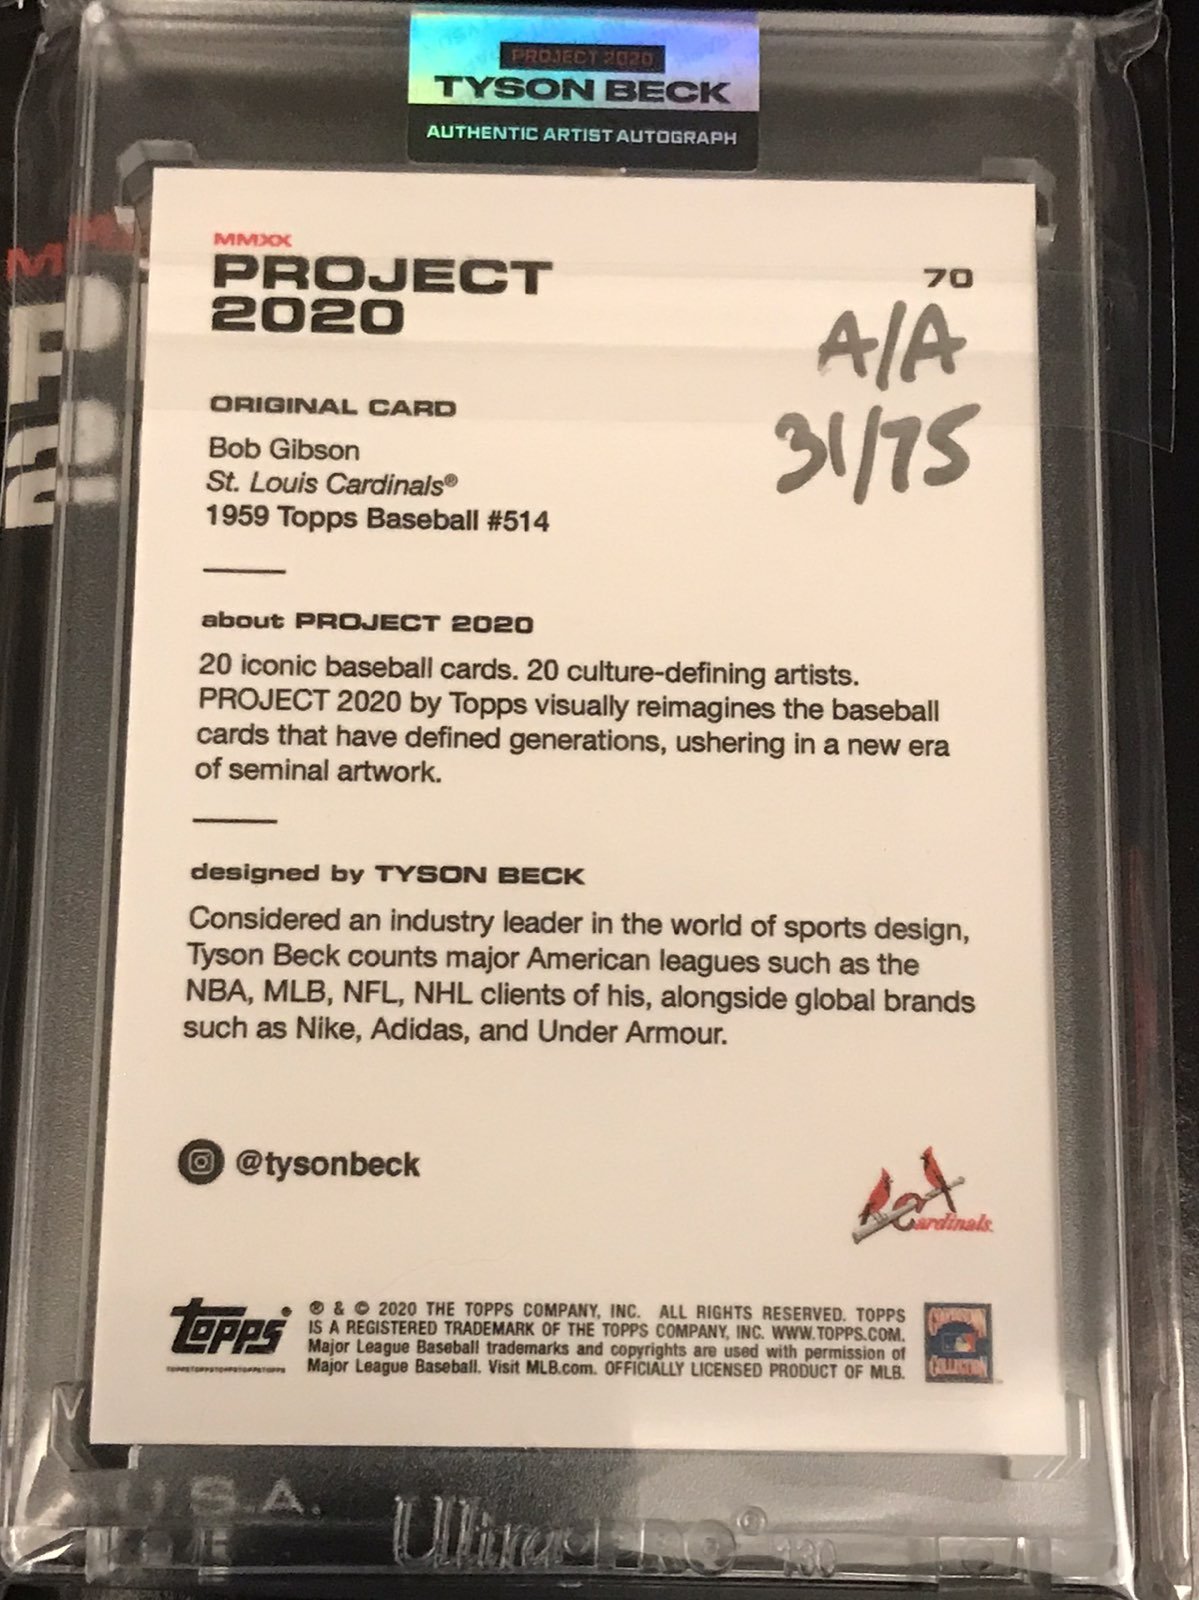 PROJECT 2020
TYSON BECK
AUTHENTIC ARTIST AUTOGRAPH
MMXX
PROJECT
2020
70
A/A
31/75
ORIGINAL CARD
Bob Gibson
St. Louis Cardinals®
1959 Topps Baseball #514
about PROJECT 2020
20 iconic baseball cards. 20 culture-defining artists.
PROJECT 2020 by Topps visually reimagines the baseball
cards that have defined generations, ushering in a new era
of seminal artwork.
designed by TYSON BECK
Considered an industry leader in the world of sports design,
Tyson Beck counts major American leagues such as the
NBA, MLB, NFL, NHL clients of his, alongside global brands
such as Nike, Adidas, and Under Armour.
@tysonbeck
Cardinals
topps®
® & © 2020 THE TOPPS COMPANY, INC. ALL RIGHTS RESERVED. TOPPS
IS A REGISTERED TRADEMARK OF THE TOPPS COMPANY, INC. WWW.TOPPS.COM.
Major League Baseball trademarks and copyrights are used with permission of
Major League Baseball. Visit MLB.com. OFFICIALLY LICENSED PRODUCT OF MLB.
COLLECTION
U.S.A.
Ultra·PRO® 130